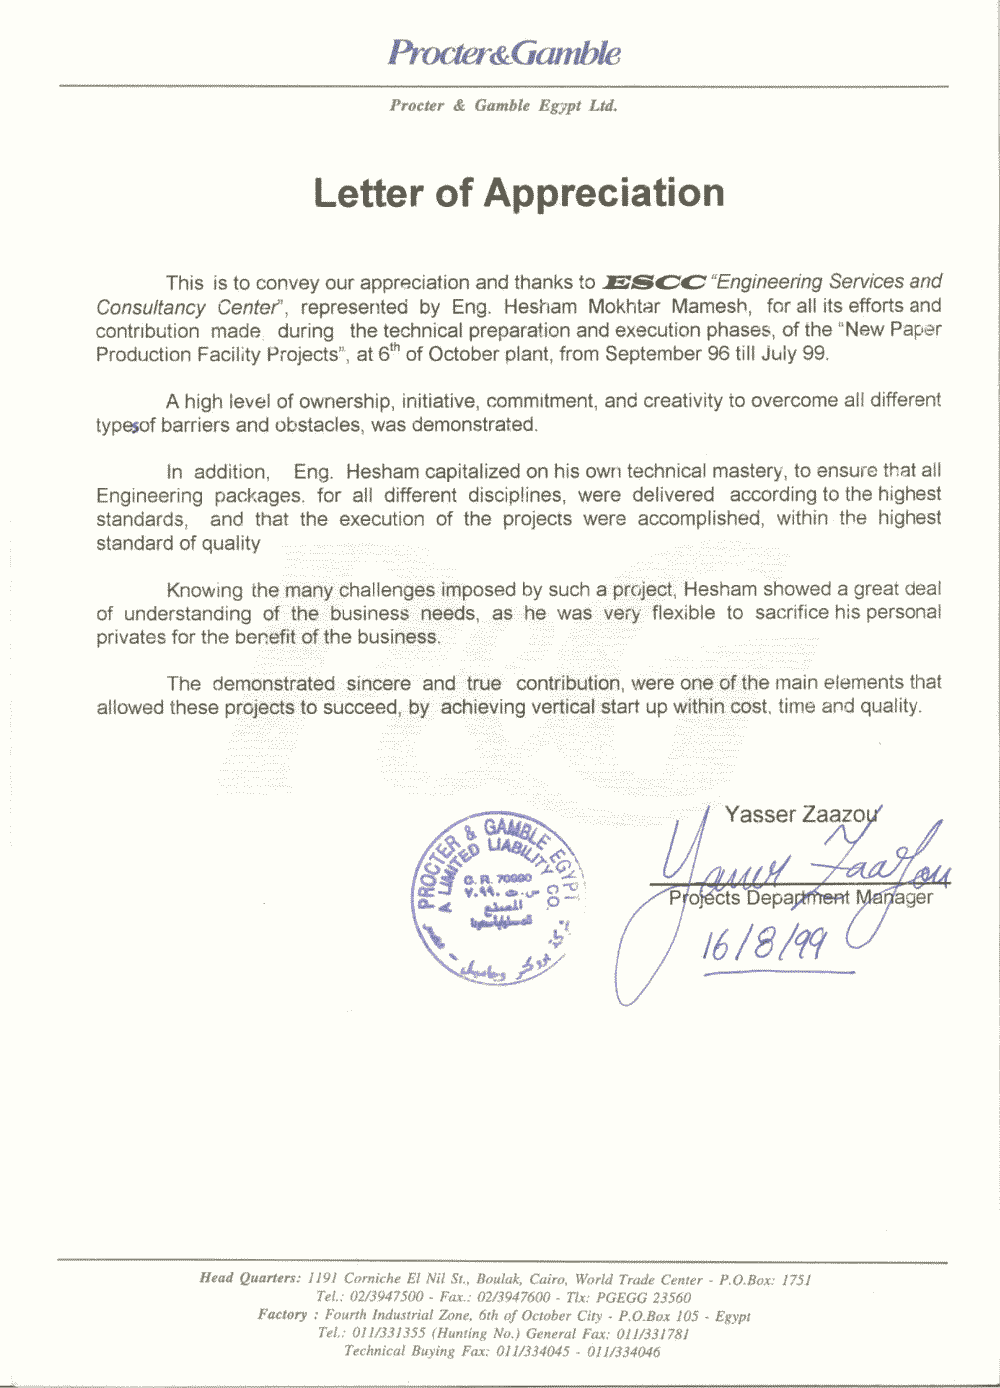 Procter&Gamble
Procter & Gamble Egypt Ltd.
Letter of Appreciation
This is to convey our appreciation and thanks to ESCC "Engineering Services and
Consultancy Center", represented by Eng. Hesham Mokhtar Mamesh, for all its efforts and
contribution made during the technical preparation and execution phases, of the "New Paper
Production Facility Projects", at 6th of October plant, from September 96 till July 99.
A high level of ownership, initiative, commitment, and creativity to overcome all different
types of barriers and obstacles, was demonstrated.
In addition, Eng. Hesham capitalized on his own technical mastery, to ensure that all
Engineering packages, for all different disciplines, were delivered according to the highest
standards, and that the execution of the projects were accomplished, within the highest
standard of quality
Knowing the many challenges imposed by such a project, Hesham showed a great deal
of understanding of the business needs, as he was very flexible to sacrifice his personal
privates for the benefit of the business.
The demonstrated sincere and true contribution, were one of the main elements that
allowed these projects to succeed, by achieving vertical start up within cost, time and quality.
P&G
Yasser Zaazou
Yasser Zaazou
Projects Department Manager
16/8/99
PROCTER & GAMBLE EGYPT
A LIMITED LIABILITY CO.
C. R. 70990
س.ت ٧٠٩٩٠
المصنع
شركة بروكتر وجامبل - مصر
Head Quarters: 1191 Corniche El Nil St., Boulak, Cairo, World Trade Center - P.O.Box: 1751
Tel.: 02/3947500 - Fax.: 02/3947600 - Tlx: PGEGG 23560
Factory : Fourth Industrial Zone, 6th of October City - P.O.Box 105 - Egypt
Tel.: 011/331355 (Hunting No.) General Fax: 011/331781
Technical Buying Fax: 011/334045 - 011/334046